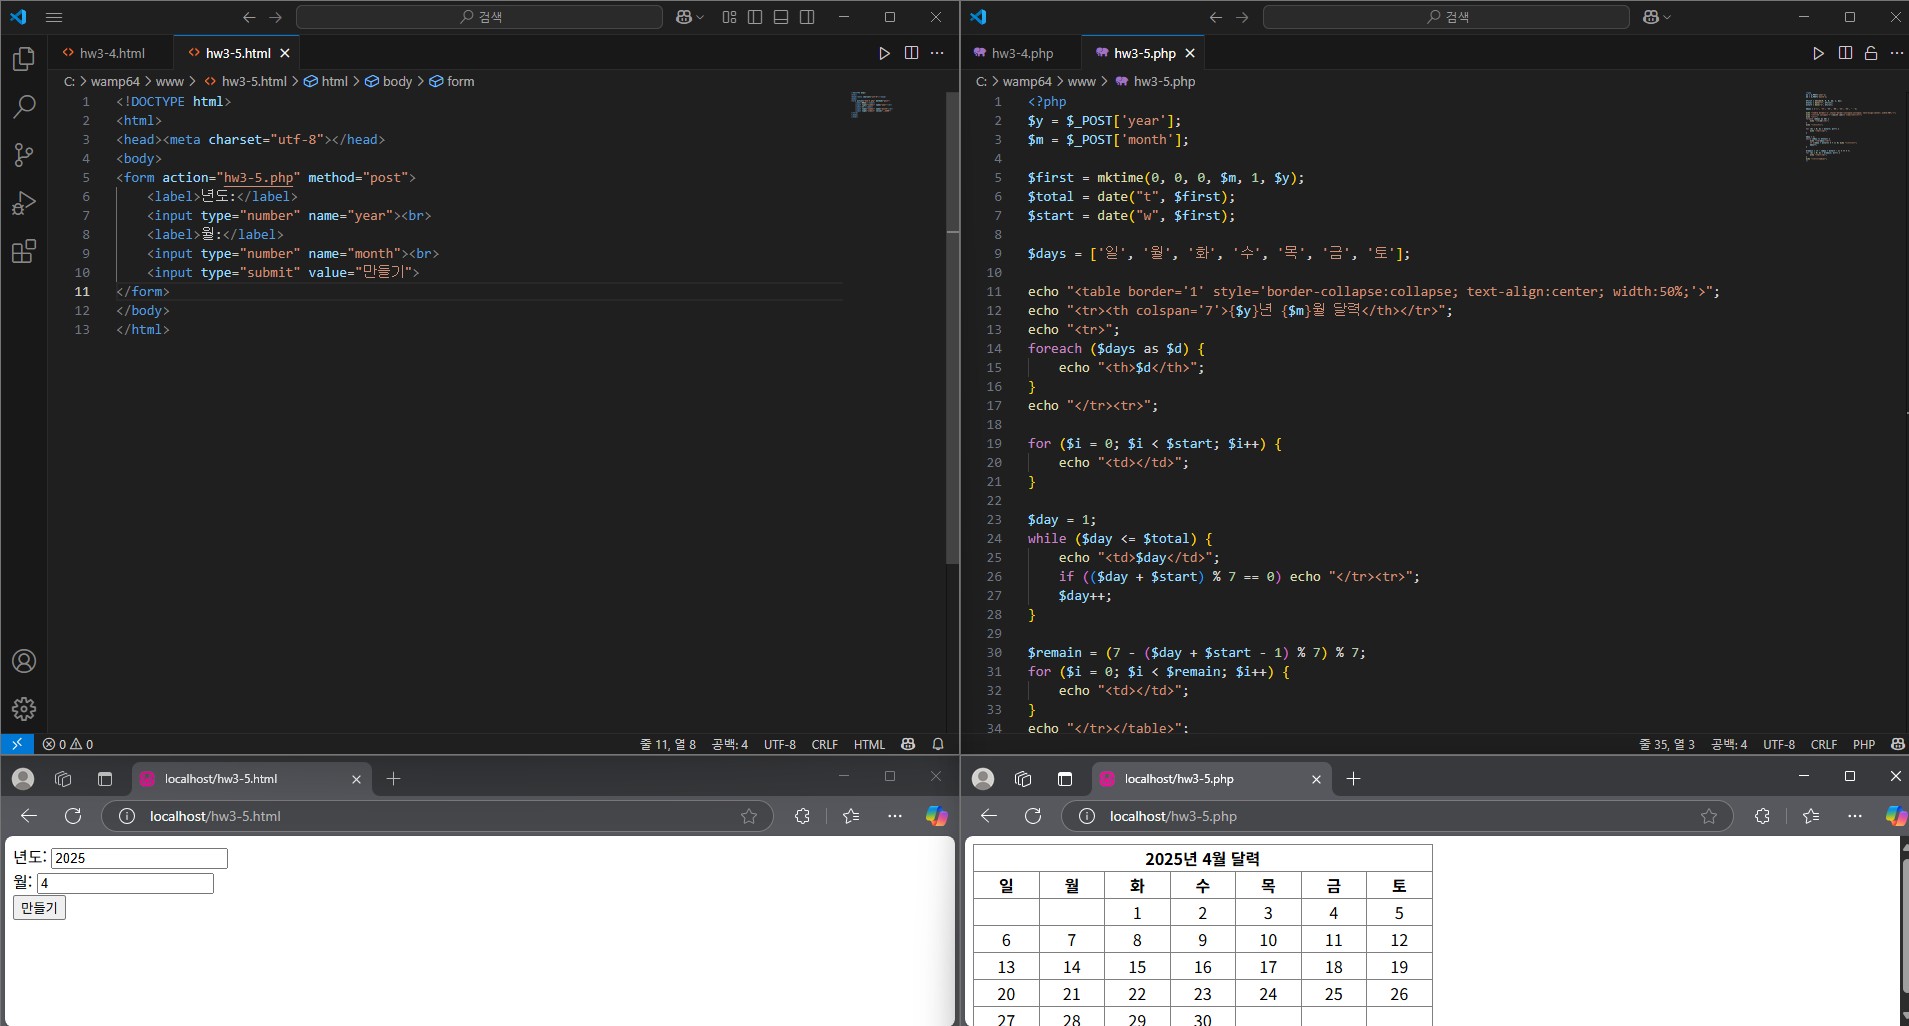 검색
검색
hw3-4.html
hw3-5.html
C: > wamp64 > www > hw3-5.html > html > body > form
1 <!DOCTYPE html>
2 <html>
3 <head><meta charset="utf-8"></head>
4 <body>
5 <form action="hw3-5.php" method="post">
6 <label>년도:</label>
7 <input type="number" name="year"><br>
8 <label>월:</label>
9 <input type="number" name="month"><br>
10 <input type="submit" value="만들기">
11 </form>
12 </body>
13 </html>
0 0
줄 11, 열 8 공백: 4 UTF-8 CRLF HTML
hw3-4.php
hw3-5.php
C: > wamp64 > www > hw3-5.php
1 <?php
2 $y = $_POST['year'];
3 $m = $_POST['month'];
4
5 $first = mktime(0, 0, 0, $m, 1, $y);
6 $total = date("t", $first);
7 $start = date("w", $first);
8
9 $days = ['일', '월', '화', '수', '목', '금', '토'];
10
11 echo "<table border='1' style='border-collapse:collapse; text-align:center; width:50%;'>";
12 echo "<tr><th colspan='7'>{$y}년 {$m}월 달력</th></tr>";
13 echo "<tr>";
14 foreach ($days as $d) {
15 echo "<th>$d</th>";
16 }
17 echo "</tr><tr>";
18
19 for ($i = 0; $i < $start; $i++) {
20 echo "<td></td>";
21 }
22
23 $day = 1;
24 while ($day <= $total) {
25 echo "<td>$day</td>";
26 if (($day + $start) % 7 == 0) echo "</tr><tr>";
27 $day++;
28 }
29
30 $remain = (7 - ($day + $start - 1) % 7) % 7;
31 for ($i = 0; $i < $remain; $i++) {
32 echo "<td></td>";
33 }
34 echo "</tr></table>";
줄 35, 열 3 공백: 4 UTF-8 CRLF PHP
localhost/hw3-5.html
localhost/hw3-5.html
년도: 2025
월: 4
만들기
localhost/hw3-5.php
localhost/hw3-5.php
2025년 4월 달력
일 월 화 수 목 금 토
1 2 3 4 5
6 7 8 9 10 11 12
13 14 15 16 17 18 19
20 21 22 23 24 25 26
27 28 29 30